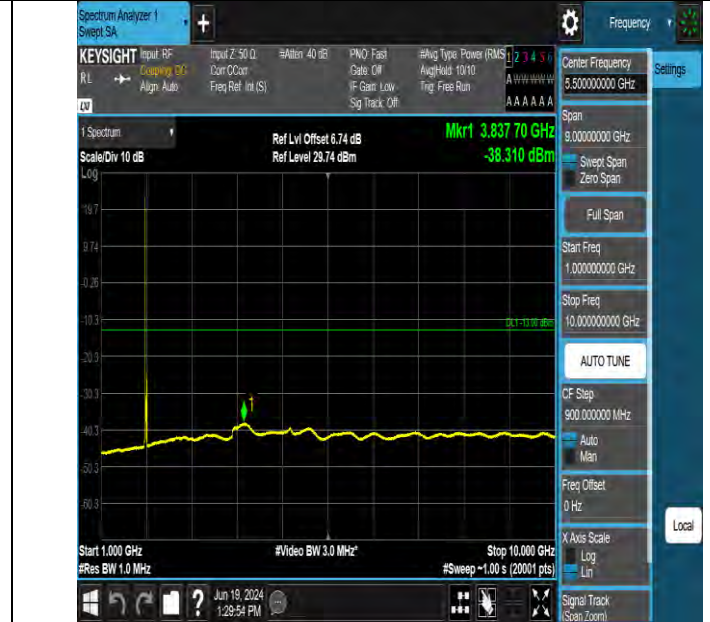 Spectrum Analyzer 1
Swept SA
+
Frequency
KEYSIGHT
RL
Input: RF
Coupling: DC
Align: Auto
Input Z: 50 Ω
Corr CCorr
Freq Ref: Int (S)
#Atten: 40 dB
PNO: Fast
Gate: Off
IF Gain: Low
Sig Track: Off
#Avg Type: Power (RMS
Avg|Hold: 10/10
Trig: Free Run
1 2 3 4 5 6
A W W W W W
A A A A A A
1 Spectrum
Scale/Div 10 dB
Ref Lvl Offset 6.74 dB
Ref Level 29.74 dBm
Mkr1 3.837 70 GHz
-38.310 dBm
Log
19.7
9.74
-0.26
-10.3
-20.3
-30.3
-40.3
-50.3
-60.3
DL1 -13.00 dBm
1
Start 1.000 GHz
#Res BW 1.0 MHz
#Video BW 3.0 MHz*
Stop 10.000 GHz
#Sweep ~1.00 s (20001 pts)
?
Jun 19, 2024
1:29:54 PM
Center Frequency
5.500000000 GHz
Span
9.00000000 GHz
Swept Span
Zero Span
Full Span
Start Freq
1.000000000 GHz
Stop Freq
10.000000000 GHz
AUTO TUNE
CF Step
900.000000 MHz
Auto
Man
Freq Offset
0 Hz
X Axis Scale
Log
Lin
Signal Track
(Span Zoom)
Settings
Local